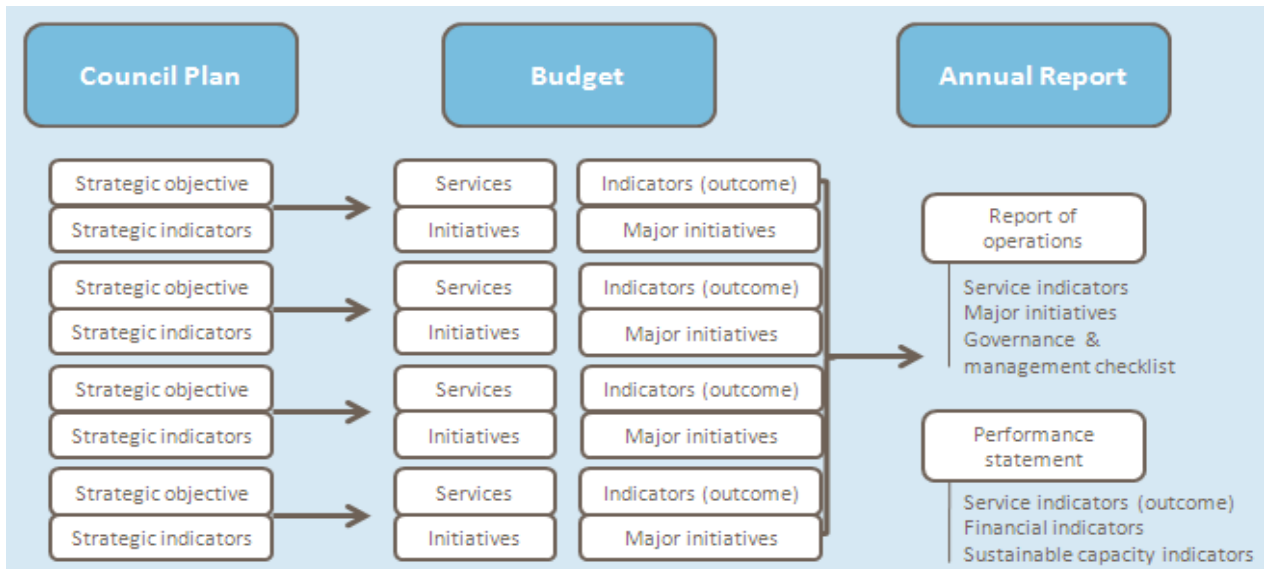 Council Plan
Budget
Annual Report
Strategic objective
Strategic indicators
Services
Initiatives
Indicators (outcome)
Major initiatives
Strategic objective
Strategic indicators
Services
Initiatives
Indicators (outcome)
Major initiatives
Strategic objective
Strategic indicators
Services
Initiatives
Indicators (outcome)
Major initiatives
Strategic objective
Strategic indicators
Services
Initiatives
Indicators (outcome)
Major initiatives
Report of
operations
Service indicators
Major initiatives
Governance &
management checklist
Performance
statement
Service indicators (outcome)
Financial indicators
Sustainable capacity indicators